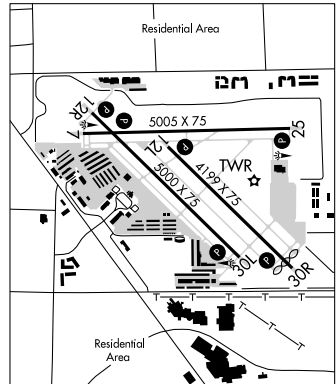 Residential Area
12R
P
P
7
5005 X 75
25
P
12L
P
4199 X 75
5000 X 75
TWR
P
30L
P
30R
T T T T T
T
T
Residential
Area